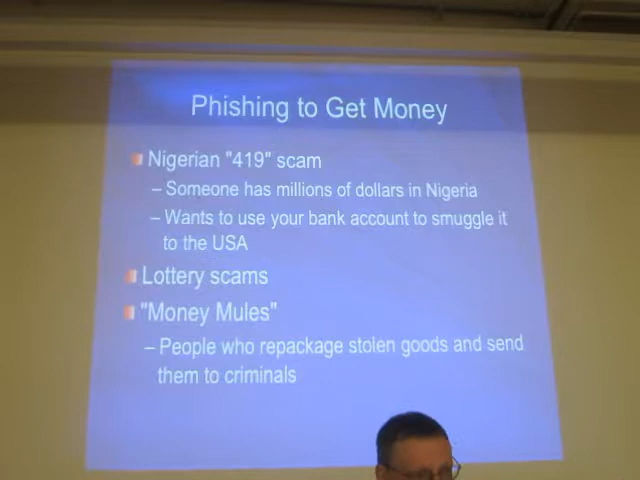 Phishing to Get Money
Nigerian "419" scam
– Someone has millions of dollars in Nigeria
– Wants to use your bank account to smuggle it
to the USA
Lottery scams
"Money Mules"
– People who repackage stolen goods and send
them to criminals